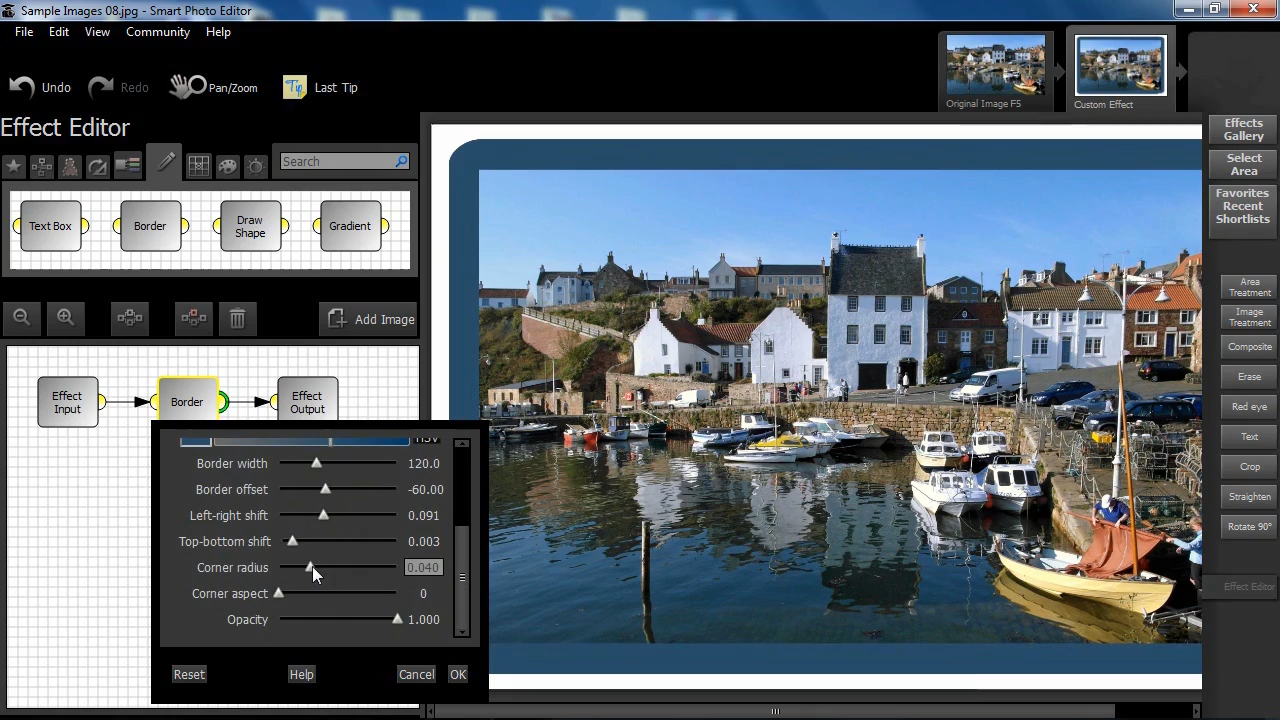 Sample Images 08.jpg - Smart Photo Editor
File Edit View Community Help
Undo Redo Pan/Zoom Tip Last Tip
Original Image F5
Custom Effect
Effect Editor
Search
Text Box
Border
Draw
Shape
Gradient
Add Image
Effect
Input
Border
Effect
Output
HSV
Border width 120.0
Border offset -60.00
Left-right shift 0.091
Top-bottom shift 0.003
Corner radius 0.040
Corner aspect 0
Opacity 1.000
Reset Help Cancel OK
Effects
Gallery
Select
Area
Favorites
Recent
Shortlists
Area
Treatment
Image
Treatment
Composite
Erase
Red eye
Text
Crop
Straighten
Rotate 90°
Effect Editor